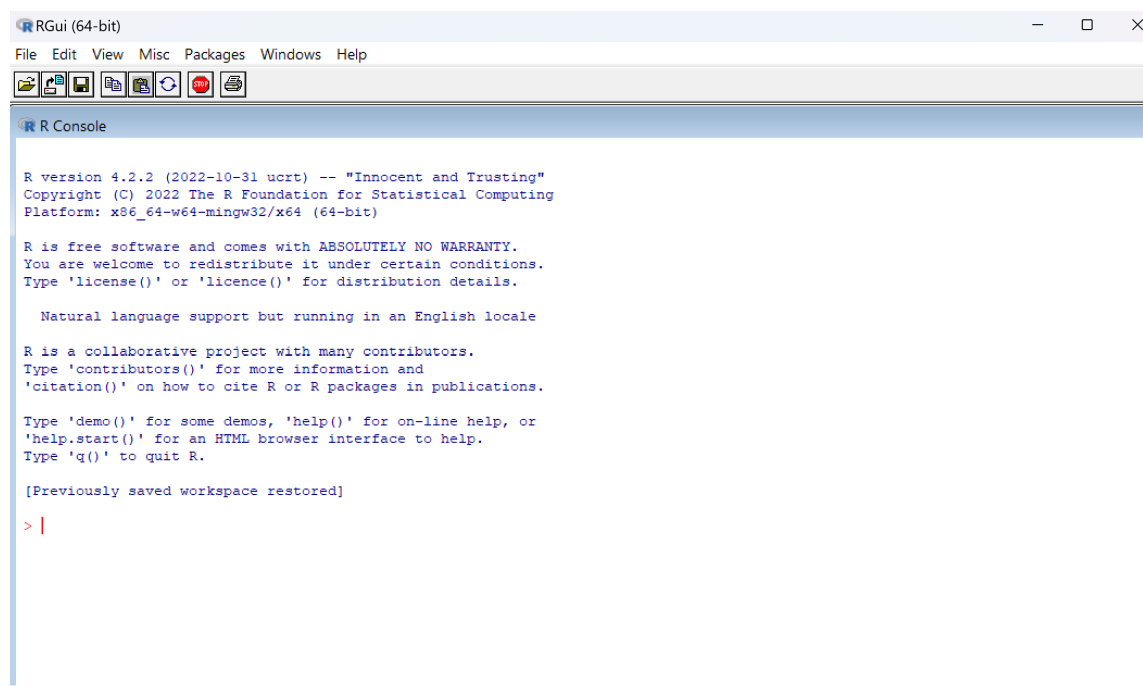 RGui (64-bit)
File Edit View Misc Packages Windows Help
STOP
R Console
R version 4.2.2 (2022-10-31 ucrt) -- "Innocent and Trusting"
Copyright (C) 2022 The R Foundation for Statistical Computing
Platform: x86_64-w64-mingw32/x64 (64-bit)
R is free software and comes with ABSOLUTELY NO WARRANTY.
You are welcome to redistribute it under certain conditions.
Type 'license()' or 'licence()' for distribution details.
Natural language support but running in an English locale
R is a collaborative project with many contributors.
Type 'contributors()' for more information and
'citation()' on how to cite R or R packages in publications.
Type 'demo()' for some demos, 'help()' for on-line help, or
'help.start()' for an HTML browser interface to help.
Type 'q()' to quit R.
[Previously saved workspace restored]
>